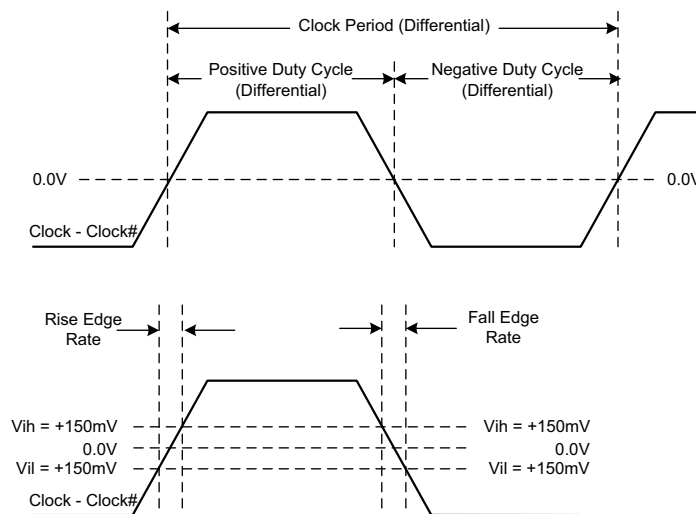 Clock Period (Differential)
Positive Duty Cycle
(Differential)
Negative Duty Cycle
(Differential)
0.0V
0.0V
Clock - Clock#
Rise Edge
Rate
Fall Edge
Rate
Vih = +150mV
Vih = +150mV
0.0V
0.0V
Vil = +150mV
Vil = +150mV
Clock - Clock#